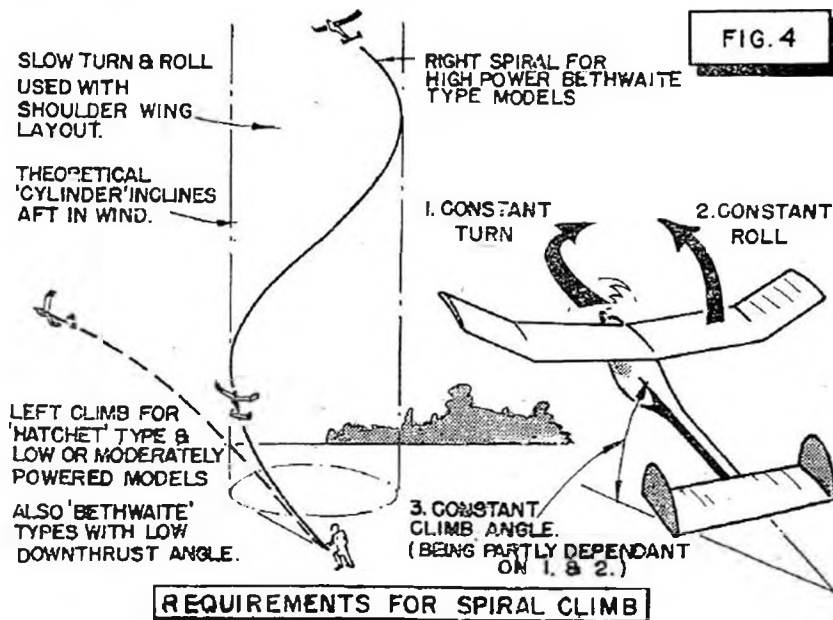 FIG. 4
SLOW TURN & ROLL
USED WITH
SHOULDER WING
LAYOUT.
RIGHT SPIRAL FOR
HIGH POWER BETHWAITE
TYPE MODELS
THEORETICAL
'CYLINDER' INCLINES
AFT IN WIND.
1. CONSTANT
TURN
2. CONSTANT
ROLL
LEFT CLIMB FOR
'HATCHET' TYPE &
LOW OR MODERATELY
POWERED MODELS
ALSO 'BETHWAITE'
TYPES WITH LOW
DOWNTHRUST ANGLE.
3. CONSTANT
CLIMB ANGLE.
(BEING PARTLY DEPENDANT
ON 1. & 2.)
REQUIREMENTS FOR SPIRAL CLIMB